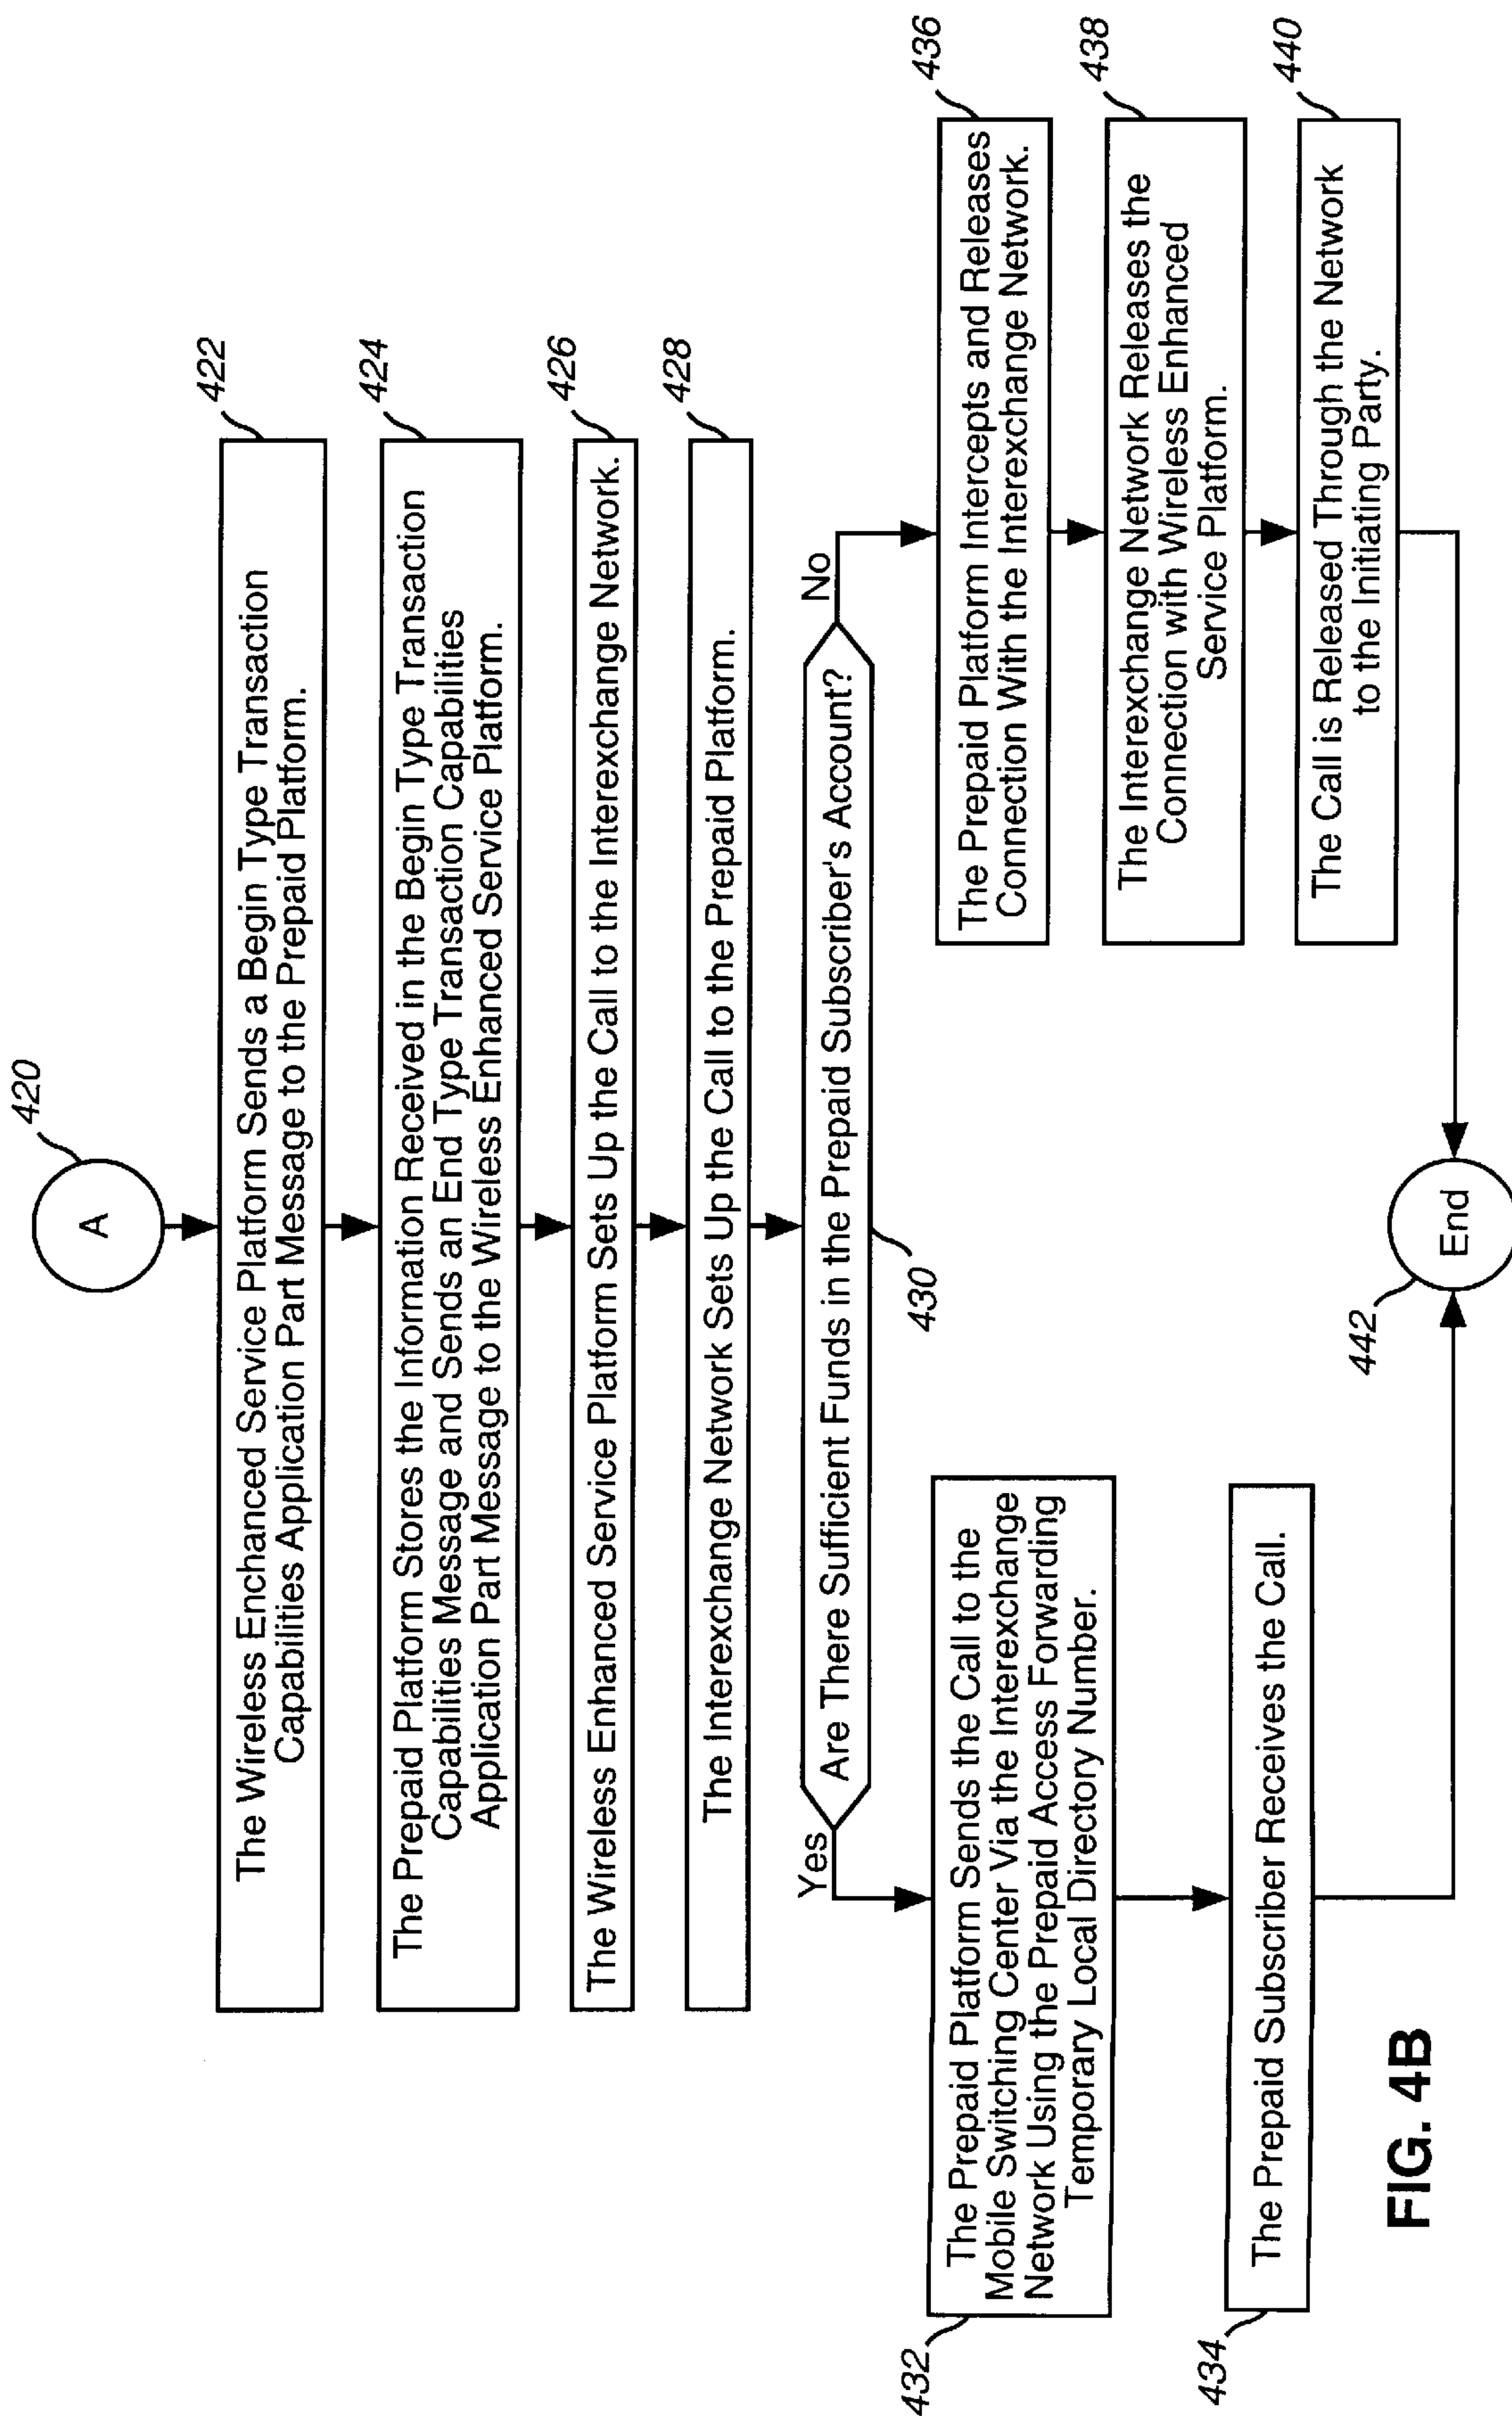 420
A
422
The Wireless Enchanced Service Platform Sends a Begin Type Transaction
Capabilities Application Part Message to the Prepaid Platform.
424
The Prepaid Platform Stores the Information Received in the Begin Type Transaction
Capabilities Message and Sends an End Type Transaction Capabilities
Application Part Message to the Wireless Enhanced Service Platform.
426
The Wireless Enhanced Service Platform Sets Up the Call to the Interexchange Network.
428
The Interexchange Network Sets Up the Call to the Prepaid Platform.
Yes
Are There Sufficient Funds in the Prepaid Subscriber's Account?
No
430
432
The Prepaid Platform Sends the Call to the
Mobile Switching Center Via the Interexchange
Network Using the Prepaid Access Forwarding
Temporary Local Directory Number.
434
The Prepaid Subscriber Receives the Call.
436
The Prepaid Platform Intercepts and Releases
Connection With the Interexchange Network.
438
The Interexchange Network Releases the
Connection with Wireless Enhanced
Service Platform.
440
The Call is Released Through the Network
to the Initiating Party.
442
End
FIG. 4B